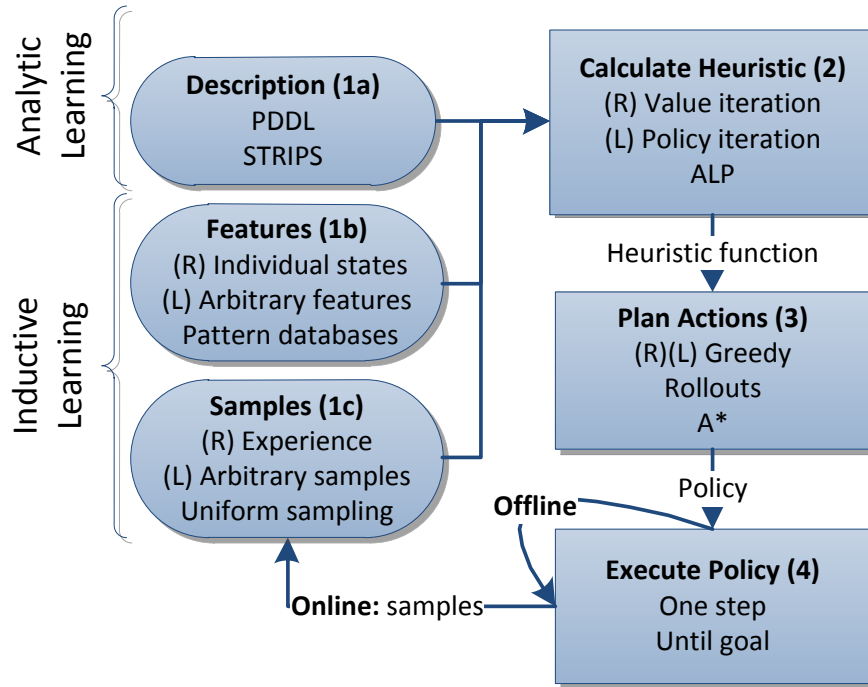 Analytic
Learning
Description (1a)
PDDL
STRIPS
Inductive
Learning
Features (1b)
(R) Individual states
(L) Arbitrary features
Pattern databases
Samples (1c)
(R) Experience
(L) Arbitrary samples
Uniform sampling
Calculate Heuristic (2)
(R) Value iteration
(L) Policy iteration
ALP
Heuristic function
Plan Actions (3)
(R)(L) Greedy
Rollouts
A*
Policy
Offline
Execute Policy (4)
One step
Until goal
Online: samples